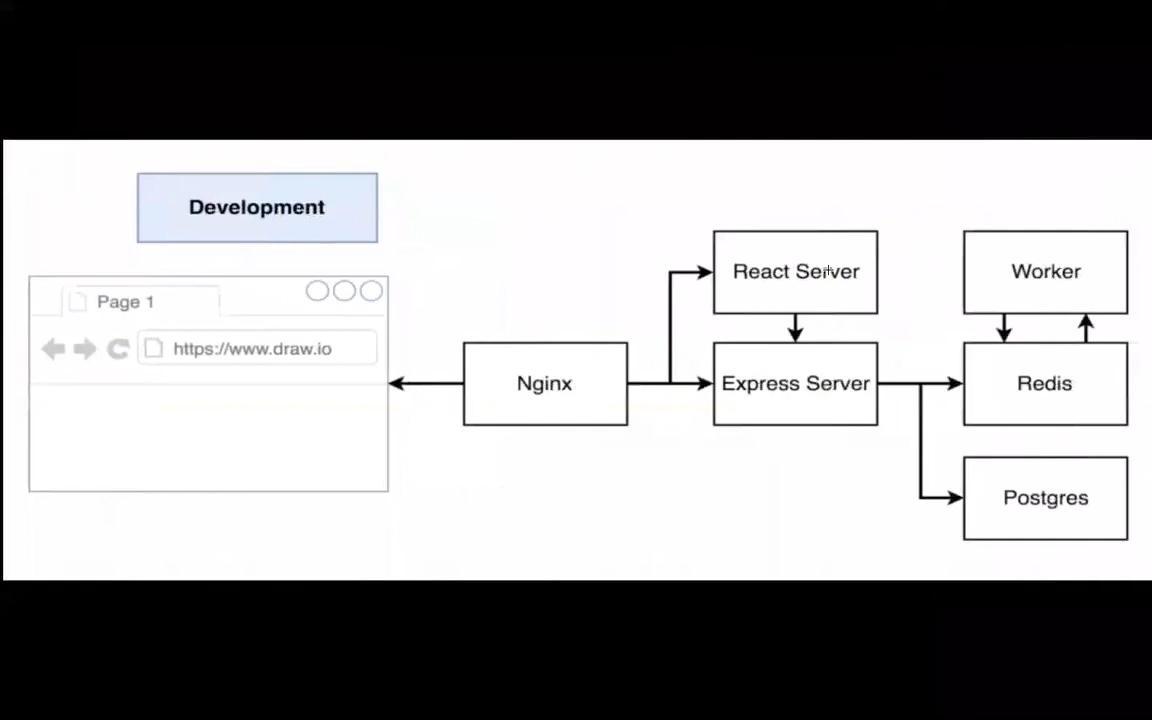 Development
Page 1
https://www.draw.io
Nginx
React Server
Express Server
Worker
Redis
Postgres